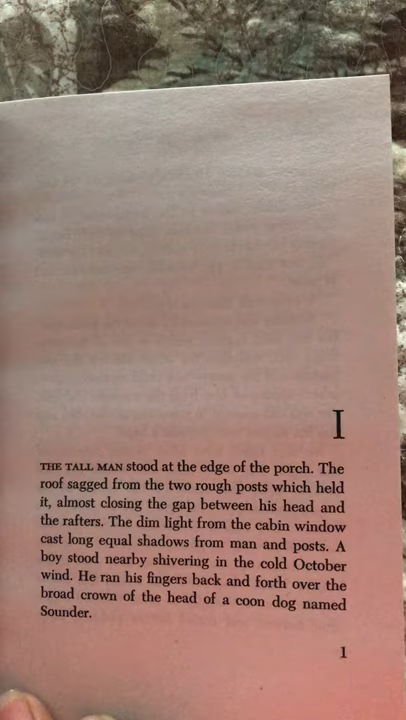 I
THE TALL MAN stood at the edge of the porch. The
roof sagged from the two rough posts which held
it, almost closing the gap between his head and
the rafters. The dim light from the cabin window
cast long equal shadows from man and posts. A
boy stood nearby shivering in the cold October
wind. He ran his fingers back and forth over the
broad crown of the head of a coon dog named
Sounder.
1